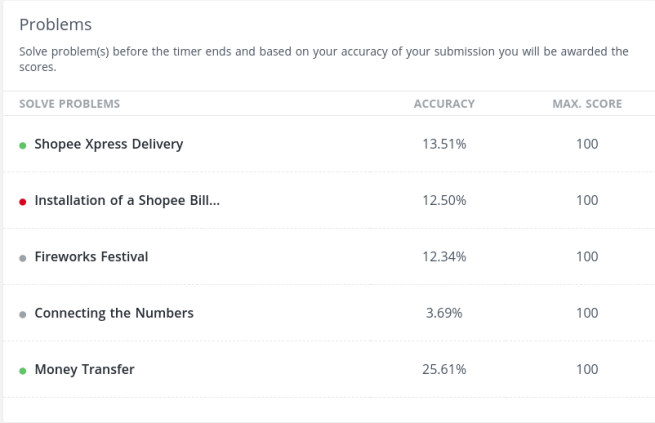 Problems
Solve problem(s) before the timer ends and based on your accuracy of your submission you will be awarded the
scores.
SOLVE PROBLEMS ACCURACY MAX. SCORE
Shopee Xpress Delivery 13.51% 100
Installation of a Shopee Bill... 12.50% 100
Fireworks Festival 12.34% 100
Connecting the Numbers 3.69% 100
Money Transfer 25.61% 100